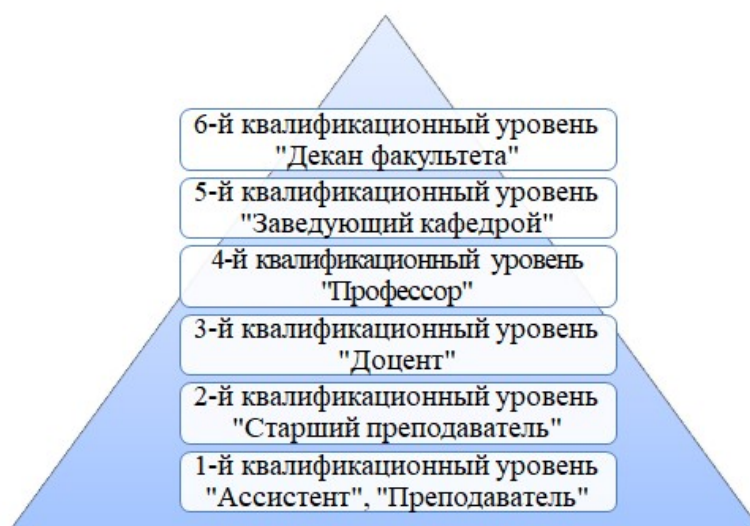 6-й квалификационный уровень
"Декан факультета"
5-й квалификационный уровень
"Заведующий кафедрой"
4-й квалификационный уровень
"Профессор"
3-й квалификационный уровень
"Доцент"
2-й квалификационный уровень
"Старший преподаватель"
1-й квалификационный уровень
"Ассистент", "Преподаватель"